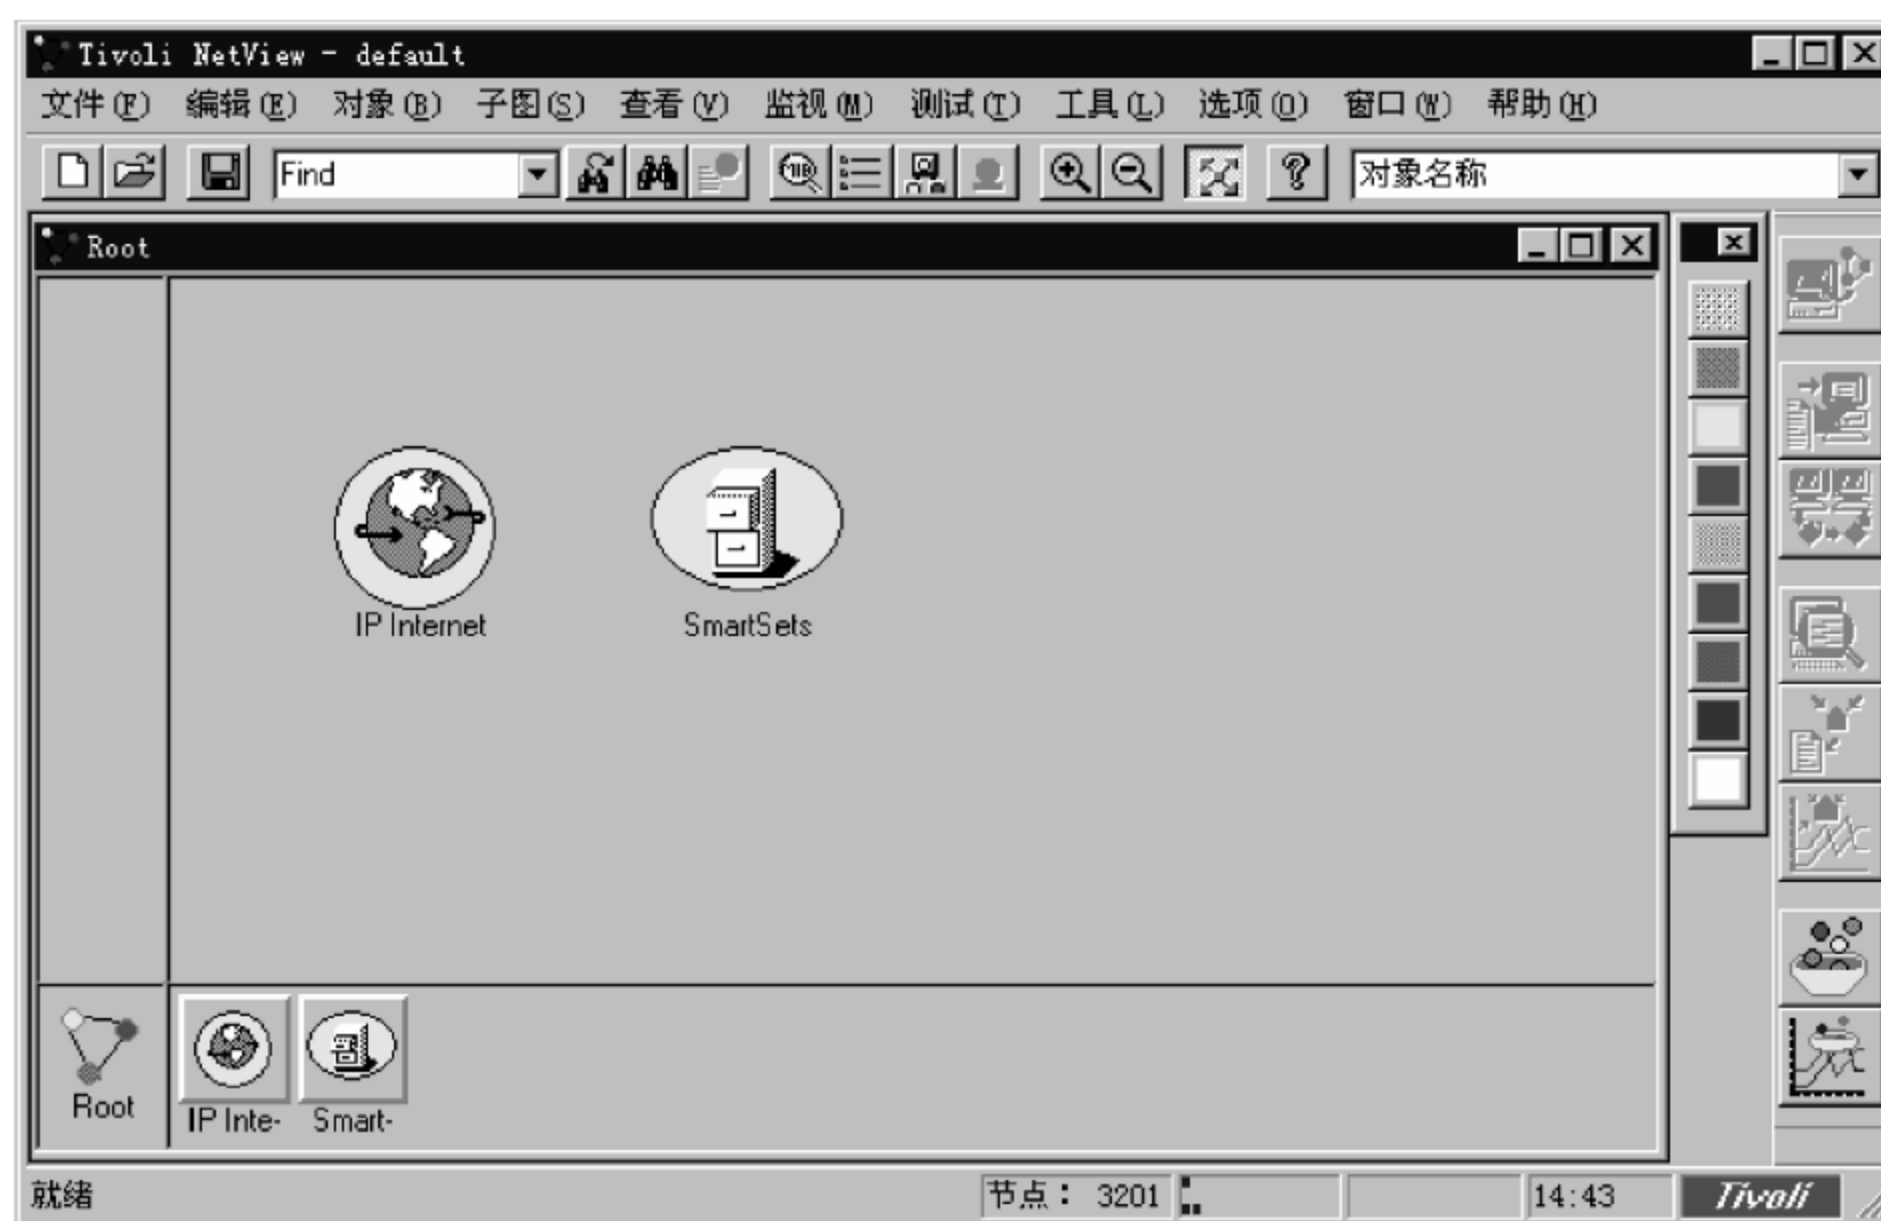 Tivoli NetView - default
文件(F) 编辑(E) 对象(B) 子图(S) 查看(V) 监视(M) 测试(T) 工具(L) 选项(O) 窗口(W) 帮助(H)
Find
MIB
对象名称
Root
IP Internet
SmartSets
Root
IP Inte-
Smart-
就绪
节点: 3201
14:43
Tivoli